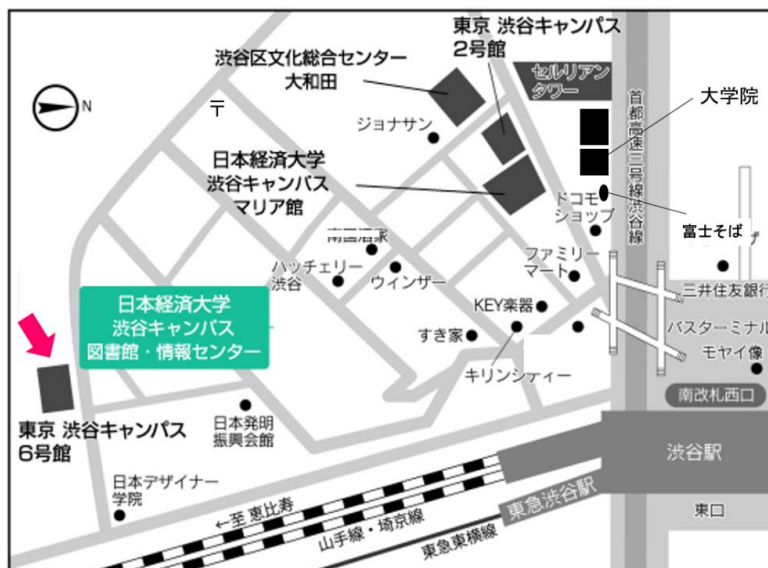 東京 渋谷キャンパス
2号館
渋谷区文化総合センター
大和田
セルリアン
タワー
大学院
首都高速三号線渋谷線
N
〒
ジョナサン
日本経済大学
渋谷キャンパス
マリア館
ドコモ
ショップ
富士そば
南国酒家
ハッチェリー
渋谷
ウインザー
ファミリー
マート
三井住友銀行
日本経済大学
渋谷キャンパス
図書館・情報センター
KEY楽器
バスターミナル
すき家
モヤイ像
キリンシティー
南改札西口
東京 渋谷キャンパス
6号館
日本発明
振興会館
渋谷駅
日本デザイナー
学院
東急渋谷駅
←至 恵比寿
東口
山手線・埼京線
東急東横線